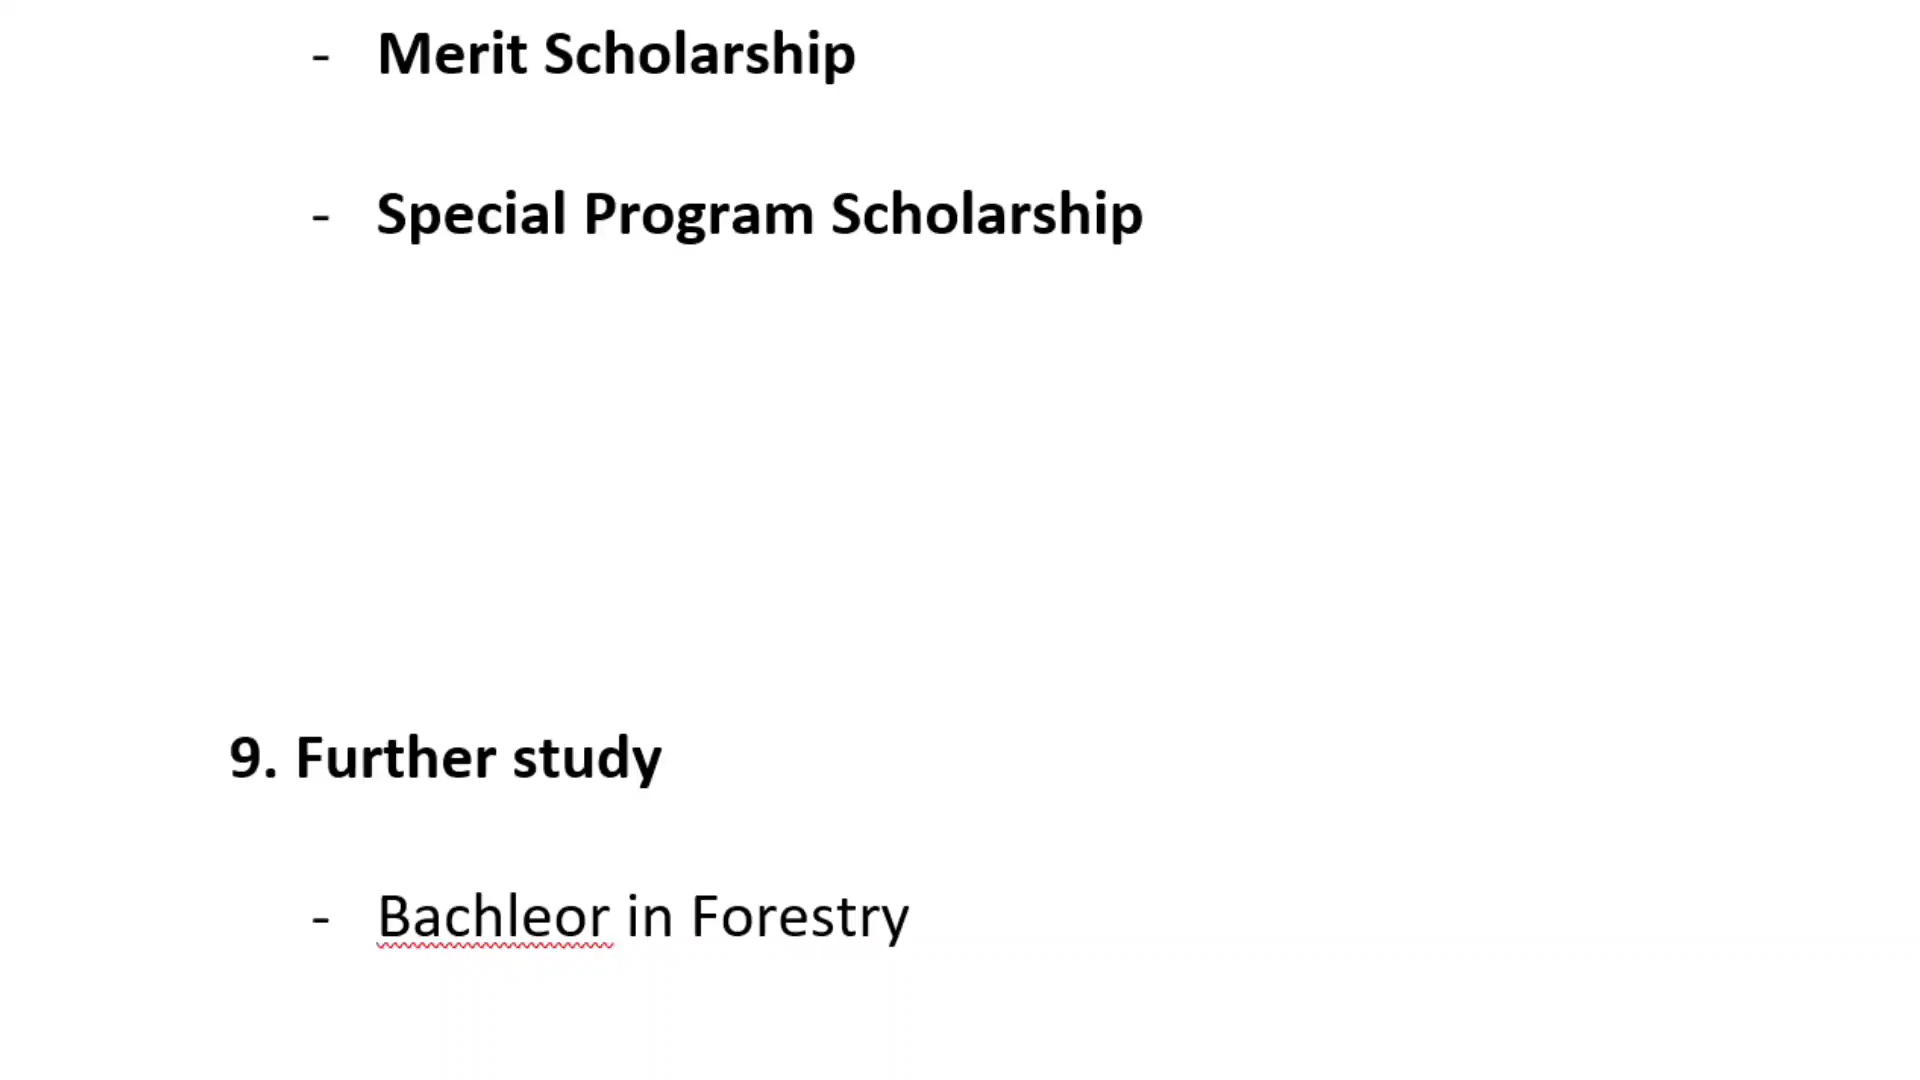 - Merit Scholarship
- Special Program Scholarship
9. Further study
- Bachleor in Forestry